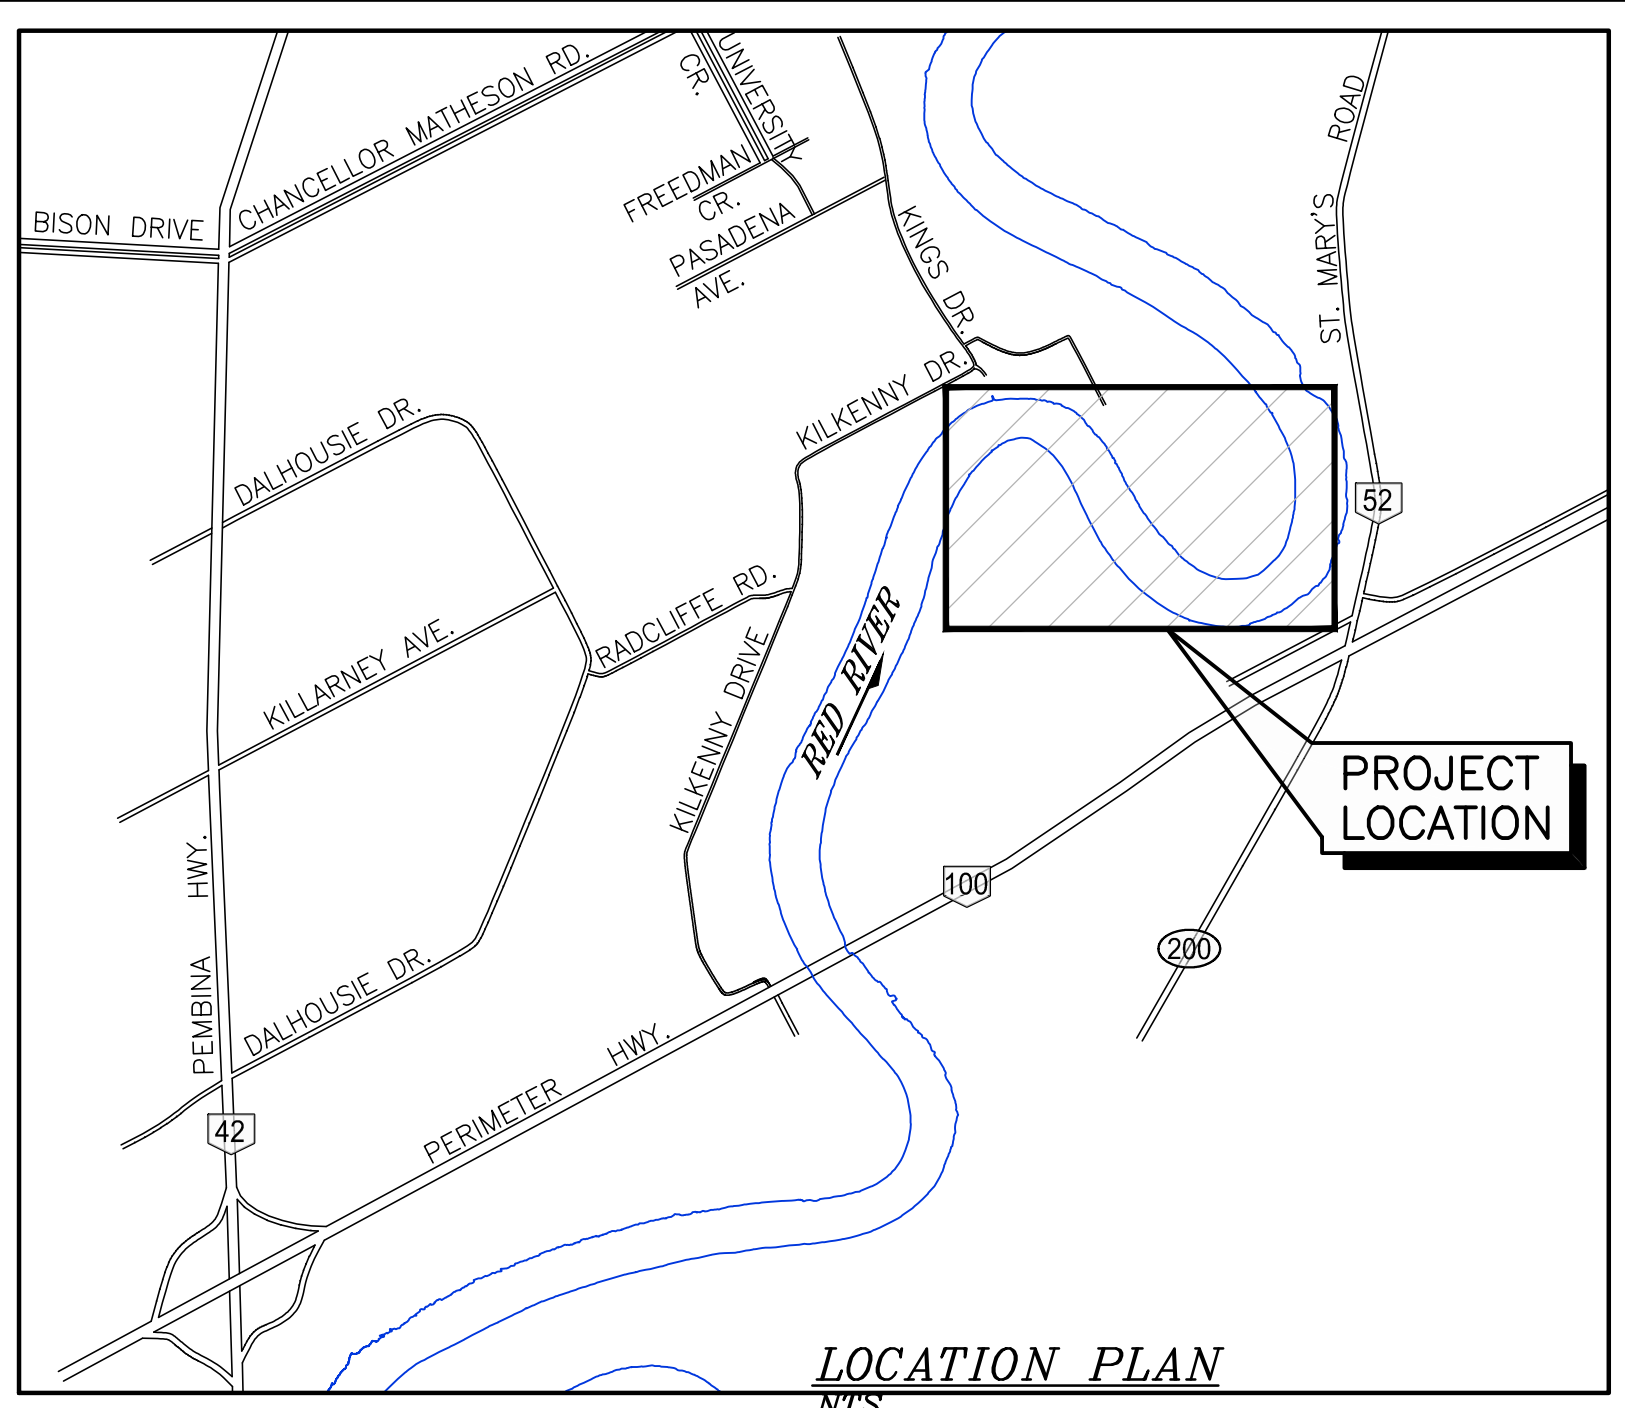 CHANCELLOR MATHESON RD.
UNIVERSITY
CR.
ROAD
ST. MARY'S
BISON DRIVE
FREEDMAN
CR.
PASADENA
AVE.
KINGS DR.
KILKENNY DR.
DALHOUSIE DR.
52
RADCLIFFE RD.
KILLARNEY AVE.
KILKENNY DRIVE
RED RIVER
PROJECT
LOCATION
PEMBINA HWY.
100
200
DALHOUSIE DR.
PERIMETER HWY.
42
LOCATION PLAN
NTS